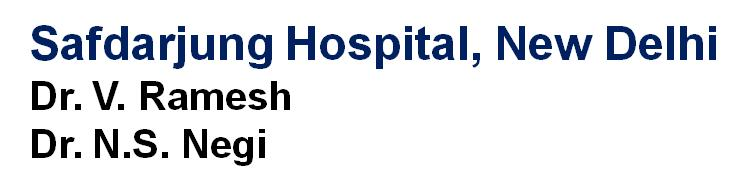 Safdarjung Hospital, New Delhi
Dr. V. Ramesh
Dr. N.S. Negi